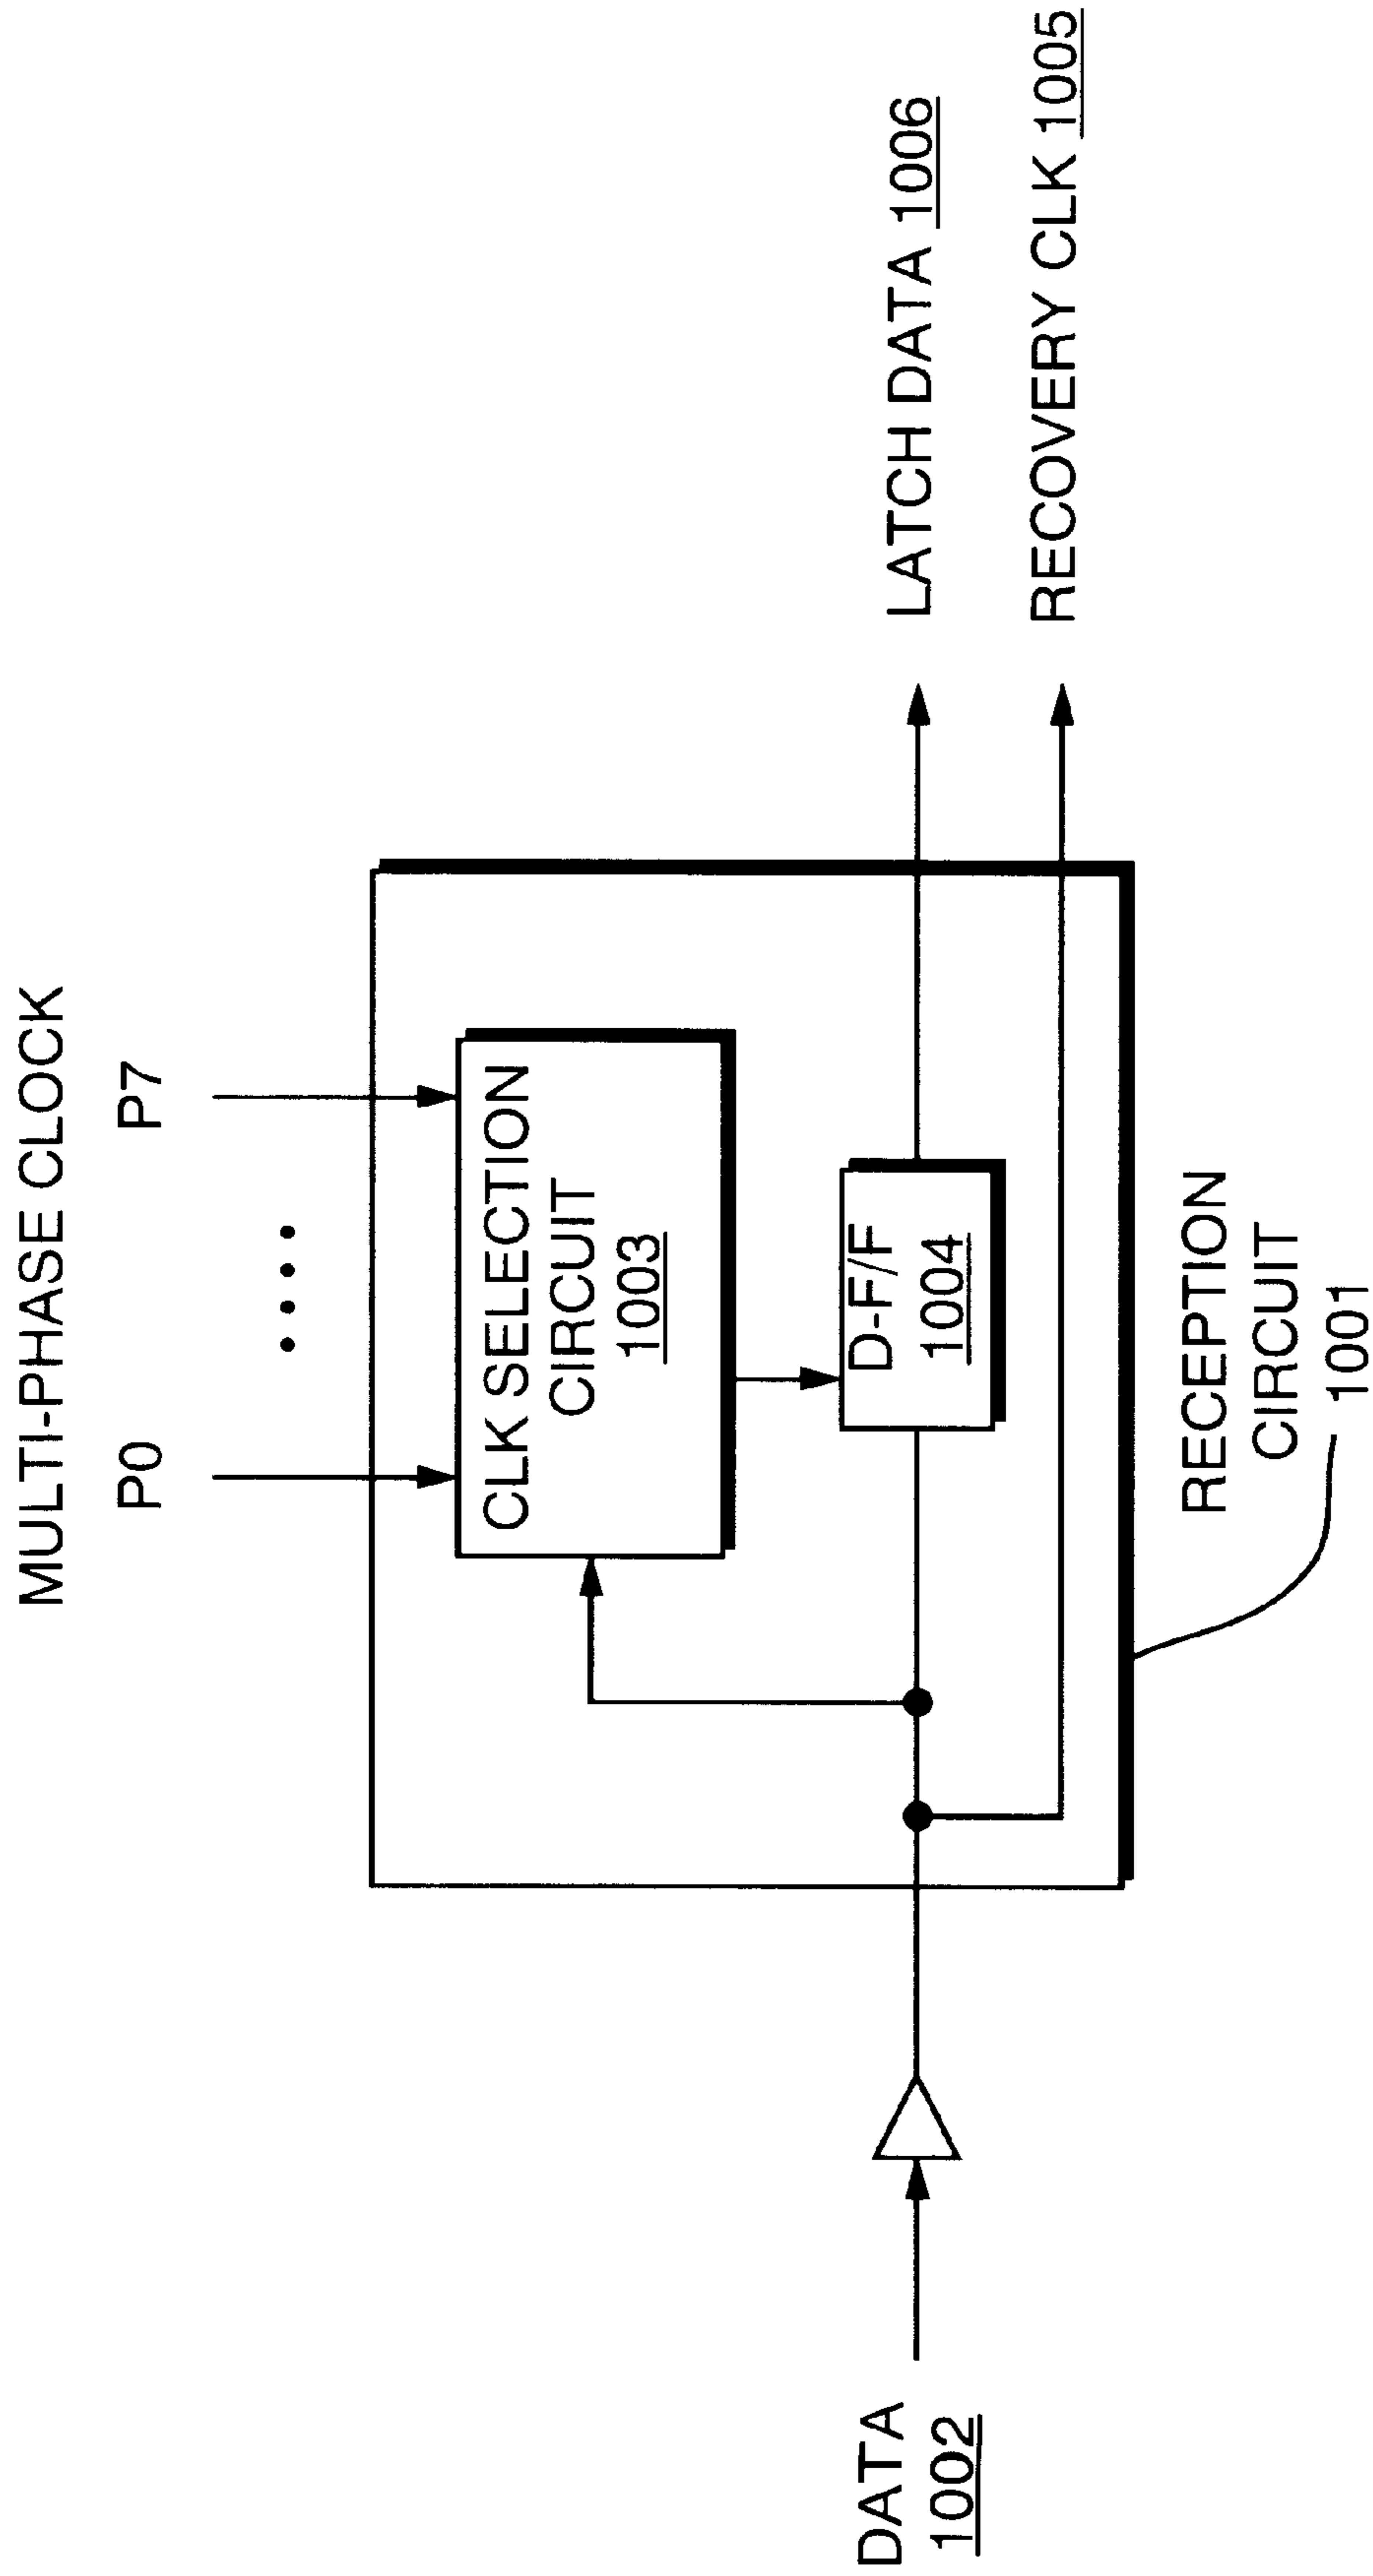 MULTI-PHASE CLOCK
P0 •••• P7
CLK SELECTION
CIRCUIT
1003
D-F/F
1004
DATA
1002
LATCH DATA 1006
RECOVERY CLK 1005
RECEPTION
CIRCUIT
1001